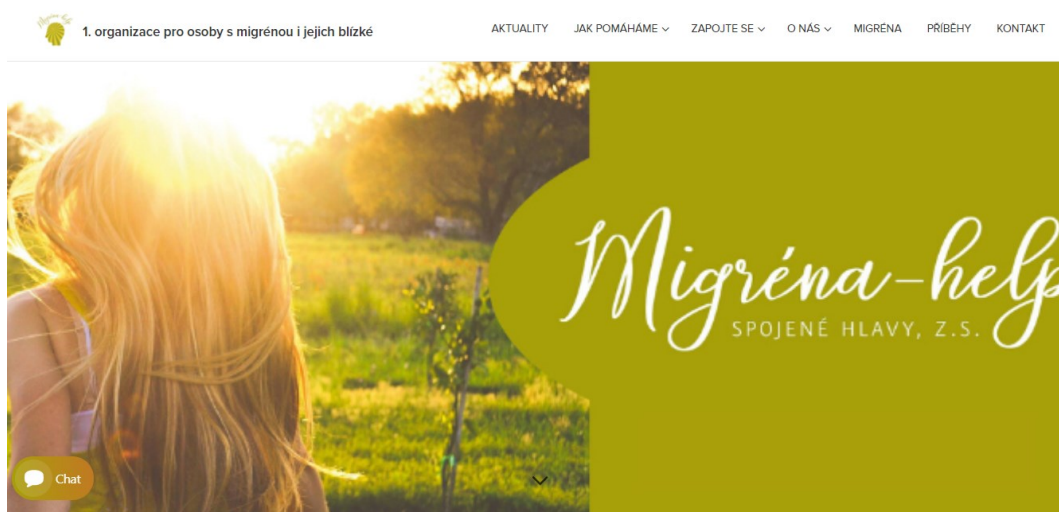 1. organizace pro osoby s migrénou i jejich blízké
AKTUALITY JAK POMÁHÁME ZAPOJTE SE O NÁS MIGRÉNA PŘÍBĚHY KONTAKT
Migréna-help
SPOJENÉ HLAVY, Z.S.
Chat